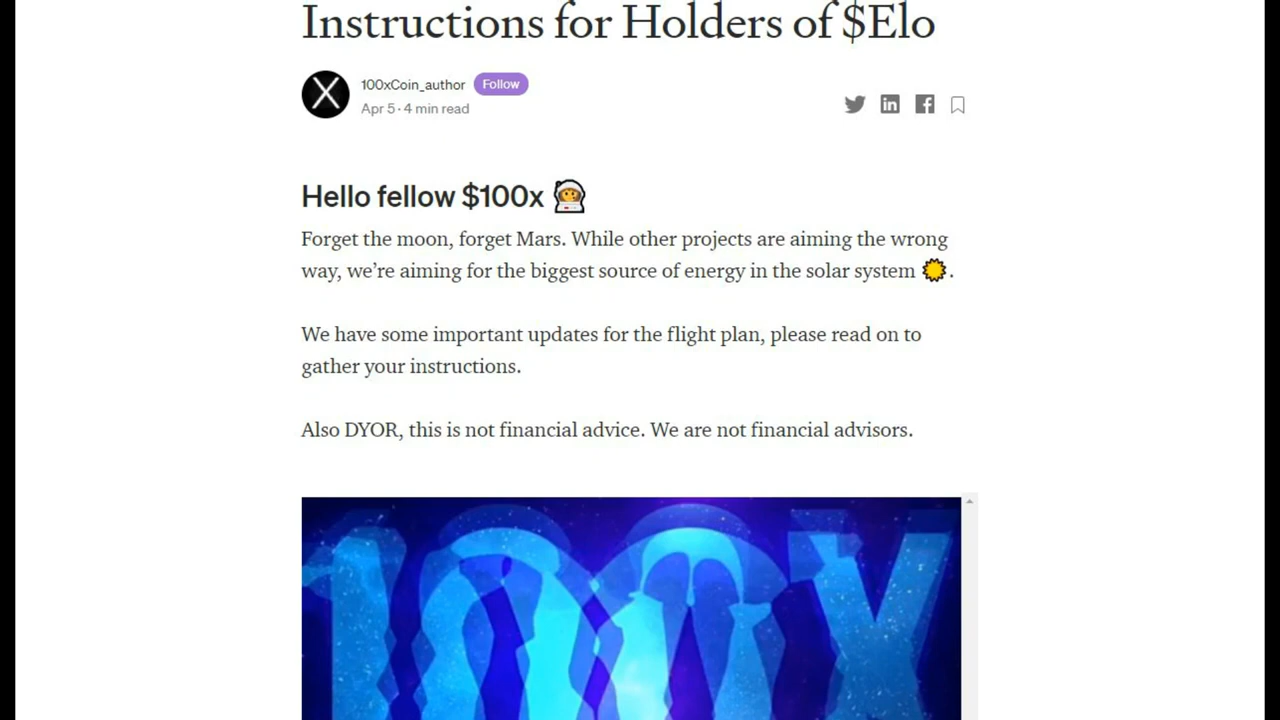 Instructions for Holders of $Elo
100xCoin_author Follow
Apr 5 · 4 min read
Hello fellow $100x 👨‍🚀
Forget the moon, forget Mars. While other projects are aiming the wrong
way, we’re aiming for the biggest source of energy in the solar system ☀️.
We have some important updates for the flight plan, please read on to
gather your instructions.
Also DYOR, this is not financial advice. We are not financial advisors.
100X